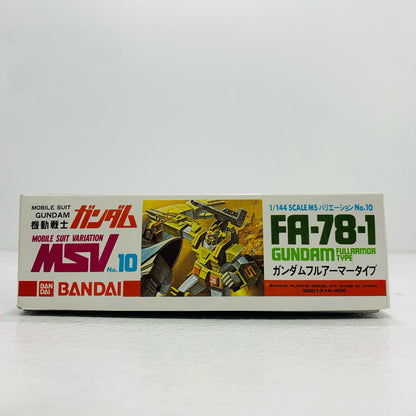 MOBILE SUIT
GUNDAM
機動戦士 ガンダム
MOBILE SUIT VARIATION
MSV No.10
BAN
DAI BANDAI
1/144 SCALE MS バリエーション No.10
FA-78-1
GUNDAM FULLARMOR TYPE
ガンダムフルアーマータイプ
BANDAI PLASTIC MODEL KIT, MADE IN JAPAN
0001314-400